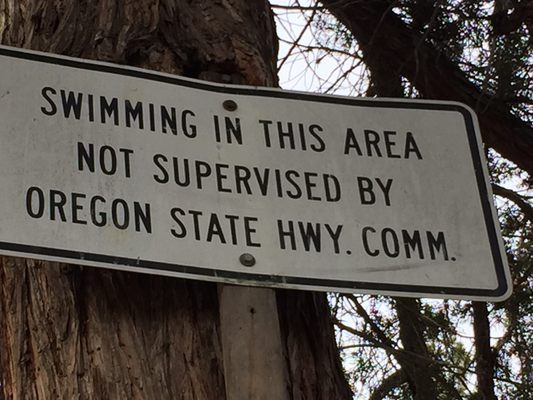 SWIMMING IN THIS AREA
NOT SUPERVISED BY
OREGON STATE HWY. COMM.